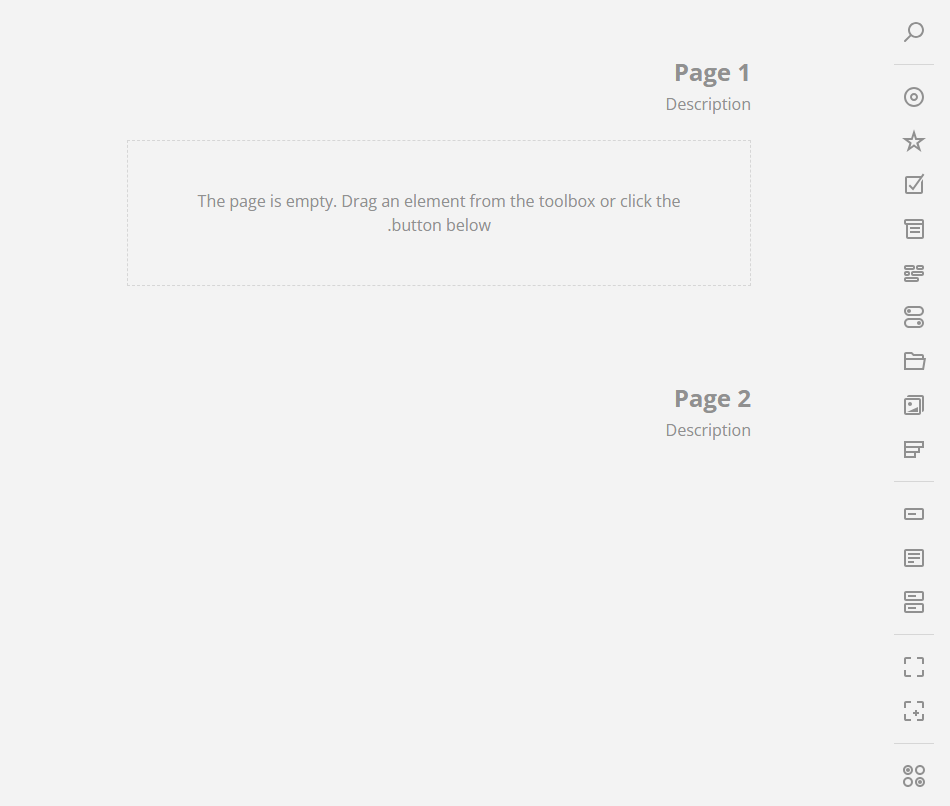 Page 1
Description
The page is empty. Drag an element from the toolbox or click the
.button below
Page 2
Description